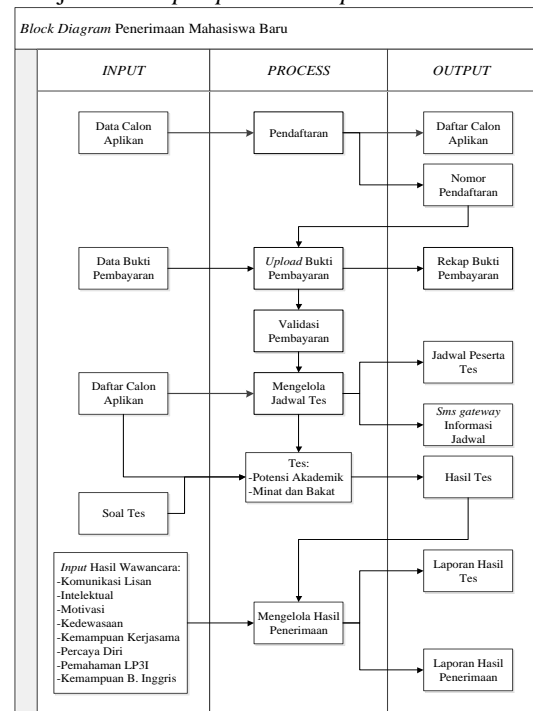 Block Diagram Penerimaan Mahasiswa Baru
INPUT
PROCESS
OUTPUT
Data Calon
Aplikan
Pendaftaran
Daftar Calon
Aplikan
Nomor
Pendaftaran
Data Bukti
Pembayaran
Upload Bukti
Pembayaran
Rekap Bukti
Pembayaran
Validasi
Pembayaran
Daftar Calon
Aplikan
Mengelola
Jadwal Tes
Jadwal Peserta
Tes
Sms gateway
Informasi
Jadwal
Soal Tes
Tes:
-Potensi Akademik
-Minat dan Bakat
Hasil Tes
Input Hasil Wawancara:
-Komunikasi Lisan
-Intelektual
-Motivasi
-Kedewasaan
-Kemampuan Kerjasama
-Percaya Diri
-Pemahaman LP3I
-Kemampuan B. Inggris
Mengelola Hasil
Penerimaan
Laporan Hasil
Tes
Laporan Hasil
Penerimaan